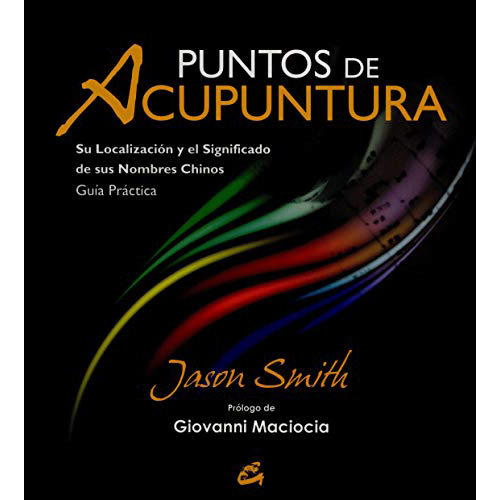 PUNTOS DE
ACUPUNTURA
Su Localización y el Significado
de sus Nombres Chinos
Guía Práctica
Jason Smith
Prólogo de
Giovanni Maciocia